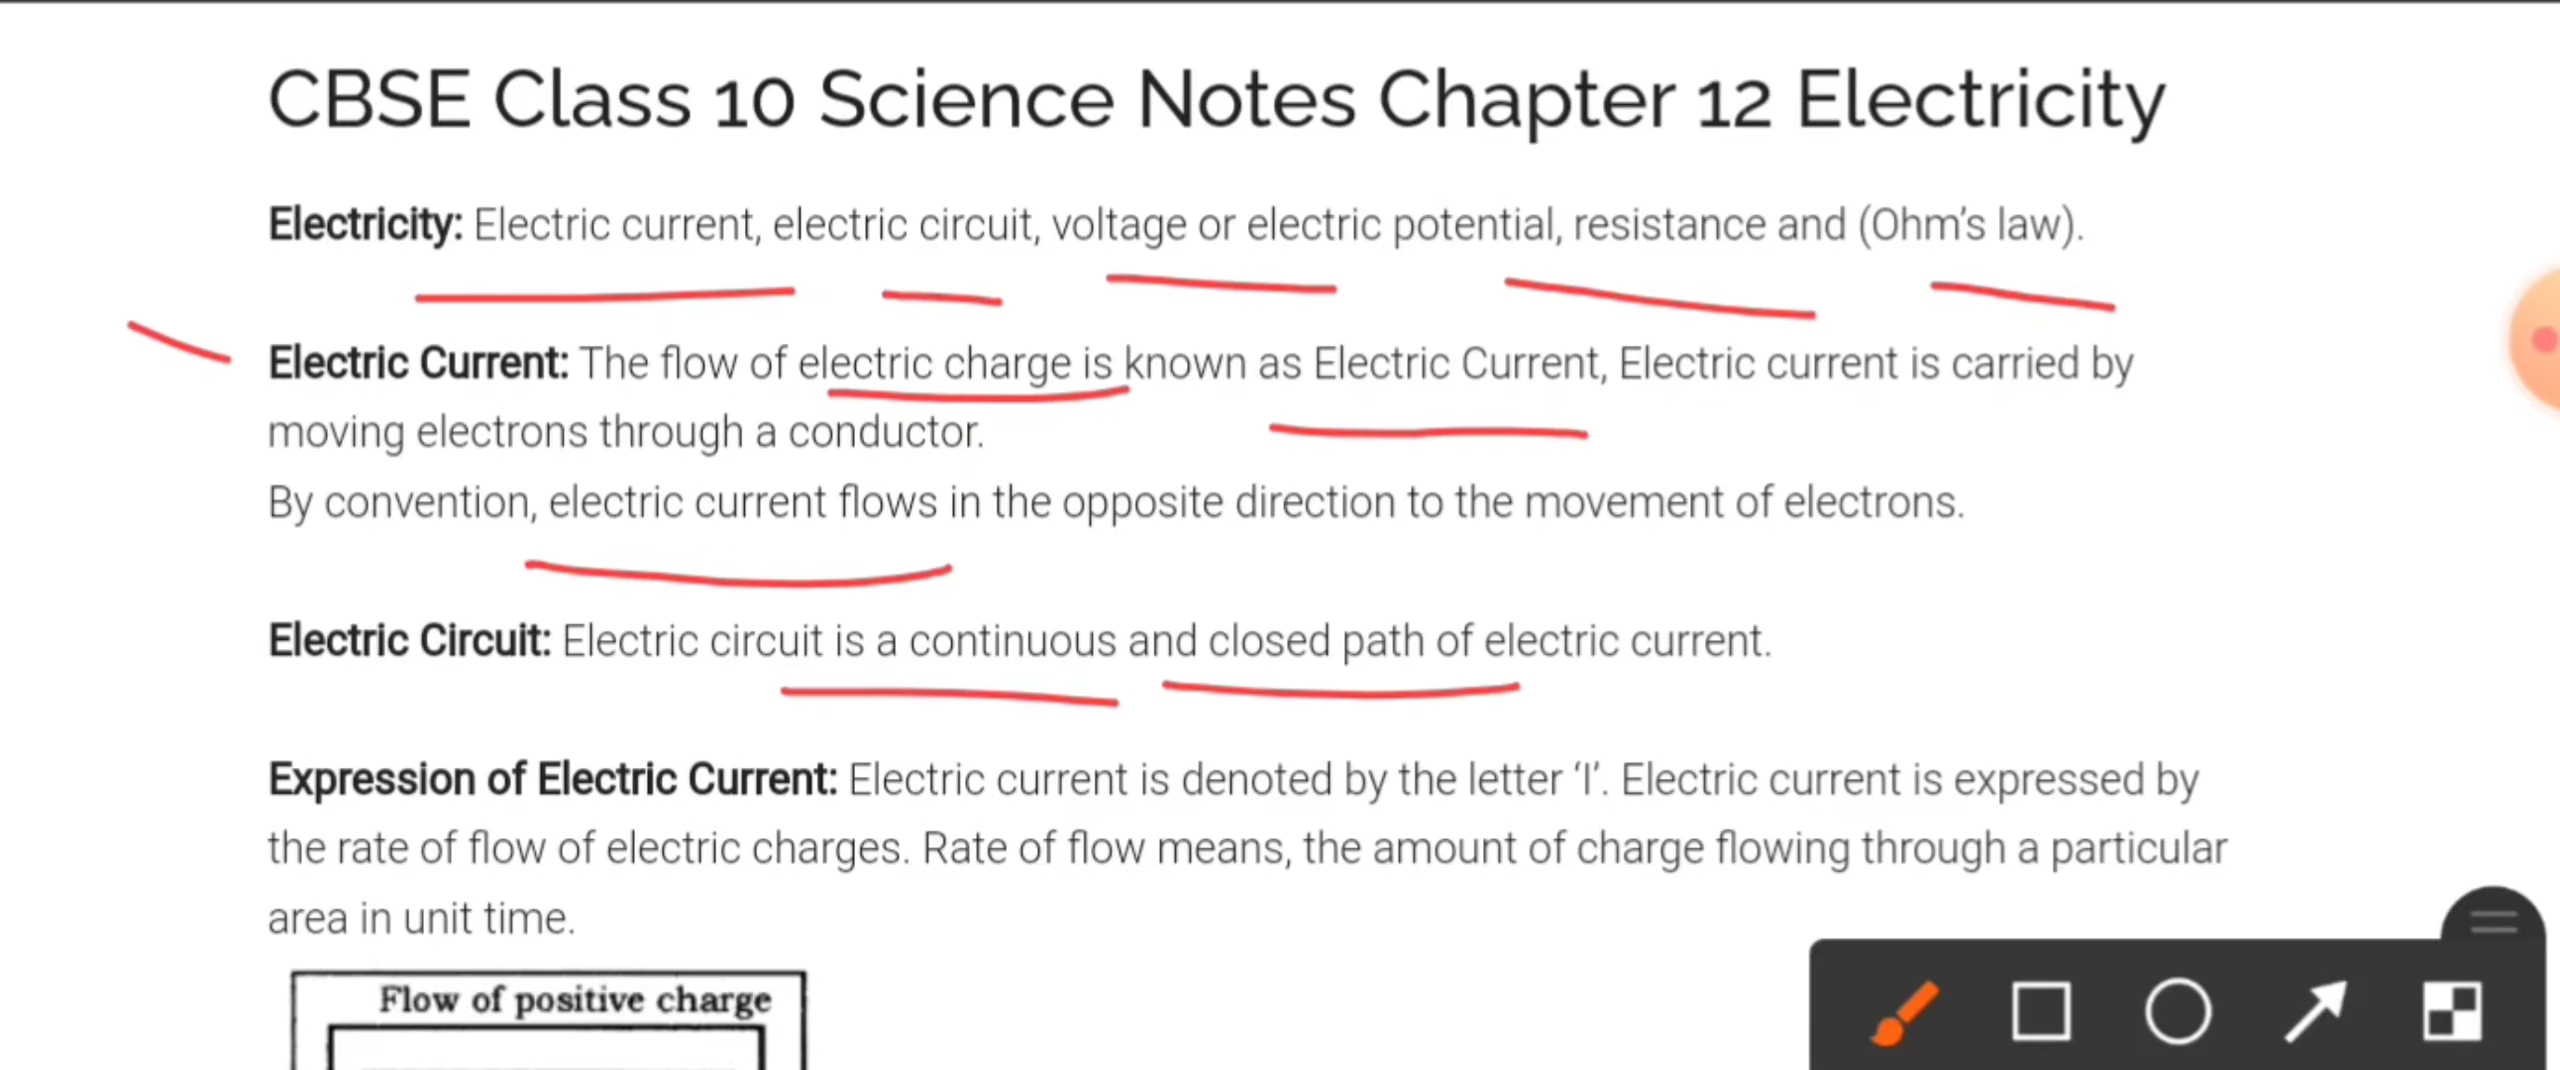 CBSE Class 10 Science Notes Chapter 12 Electricity
Electricity: Electric current, electric circuit, voltage or electric potential, resistance and (Ohm’s law).
Electric Current: The flow of electric charge is known as Electric Current, Electric current is carried by
moving electrons through a conductor.
By convention, electric current flows in the opposite direction to the movement of electrons.
Electric Circuit: Electric circuit is a continuous and closed path of electric current.
Expression of Electric Current: Electric current is denoted by the letter ‘I’. Electric current is expressed by
the rate of flow of electric charges. Rate of flow means, the amount of charge flowing through a particular
area in unit time.
Flow of positive charge